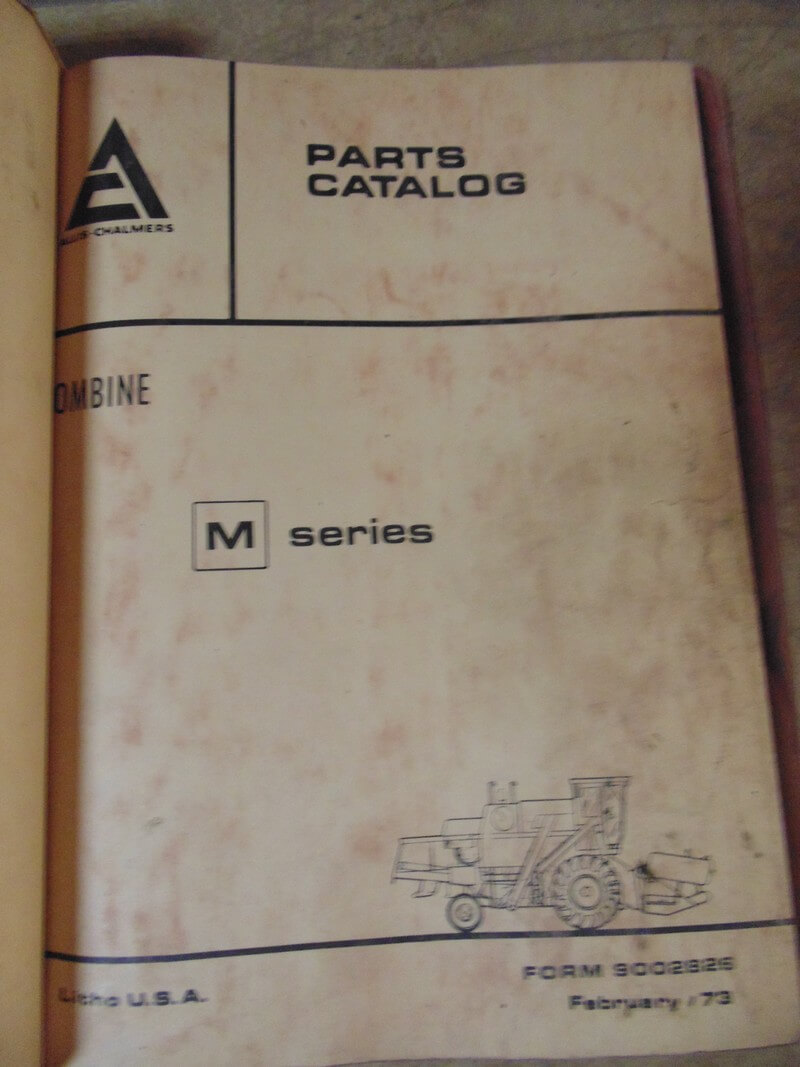 ALLIS-CHALMERS
PARTS
CATALOG
OMBINE
M series
Litho U.S.A.
FORM 9002826
February / 73